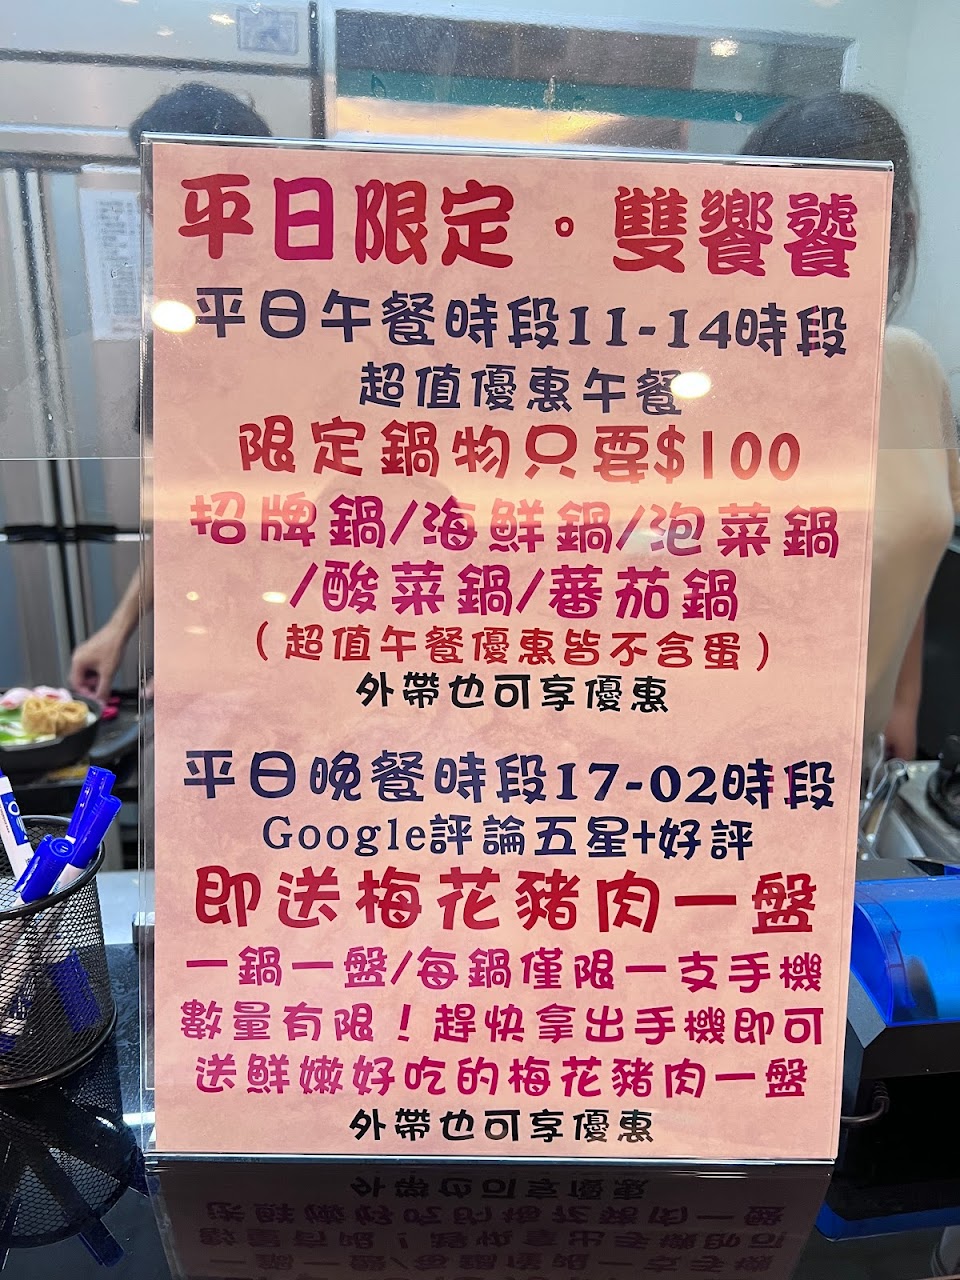 平日限定。雙饗饕
平日午餐時段11-14時段
超值優惠午餐
限定鍋物只要$100
招牌鍋/海鮮鍋/泡菜鍋
/酸菜鍋/蕃茄鍋
(超值午餐優惠皆不含蛋)
外帶也可享優惠
平日晚餐時段17-02時段
Google評論五星+好評
即送梅花豬肉一盤
一鍋一盤/每鍋僅限一支手機
數量有限！趕快拿出手機即可
送鮮嫩好吃的梅花豬肉一盤
外帶也可享優惠